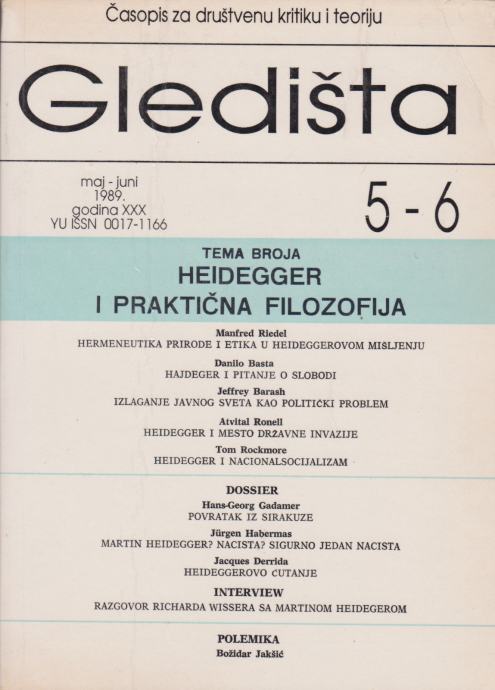 Časopis za društvenu kritiku i teoriju
Gledišta
maj - juni
1989.
godina XXX
YU IŠSN 0017-1166
5 - 6
TEMA BROJA
HEIDEGGER
I PRAKTIČNA FILOZOFIJA
Manfred Riedel
HERMENEUTIKA PRIRODE I ETIKA U HEIDEGGEROVOM MIŠLJENJU
Danilo Basta
HAJDEGER I PITANJE O SLOBODI
Jeffrey Barash
IZLAGANJE JAVNOG SVETA KAO POLITIČKI PROBLEM
Atvital Ronell
HEIDEGGER I MESTO DRŽAVNE INVAZIJE
Tom Rockmore
HEIDEGGER I NACIONALSOCIJALIZAM
DOSSIER
Hans-Georg Gadamer
POVRATAK IZ SIRAKUZE
Jürgen Habermas
MARTIN HEIDEGGER? NACISTA? SIGURNO JEDAN NACISTA
Jacques Derrida
HEIDEGGEROVO ĆUTANJE
INTERVIEW
RAZGOVOR RICHARDA WISSERA SA MARTINOM HEIDEGEROM
POLEMIKA
Božidar Jakšić